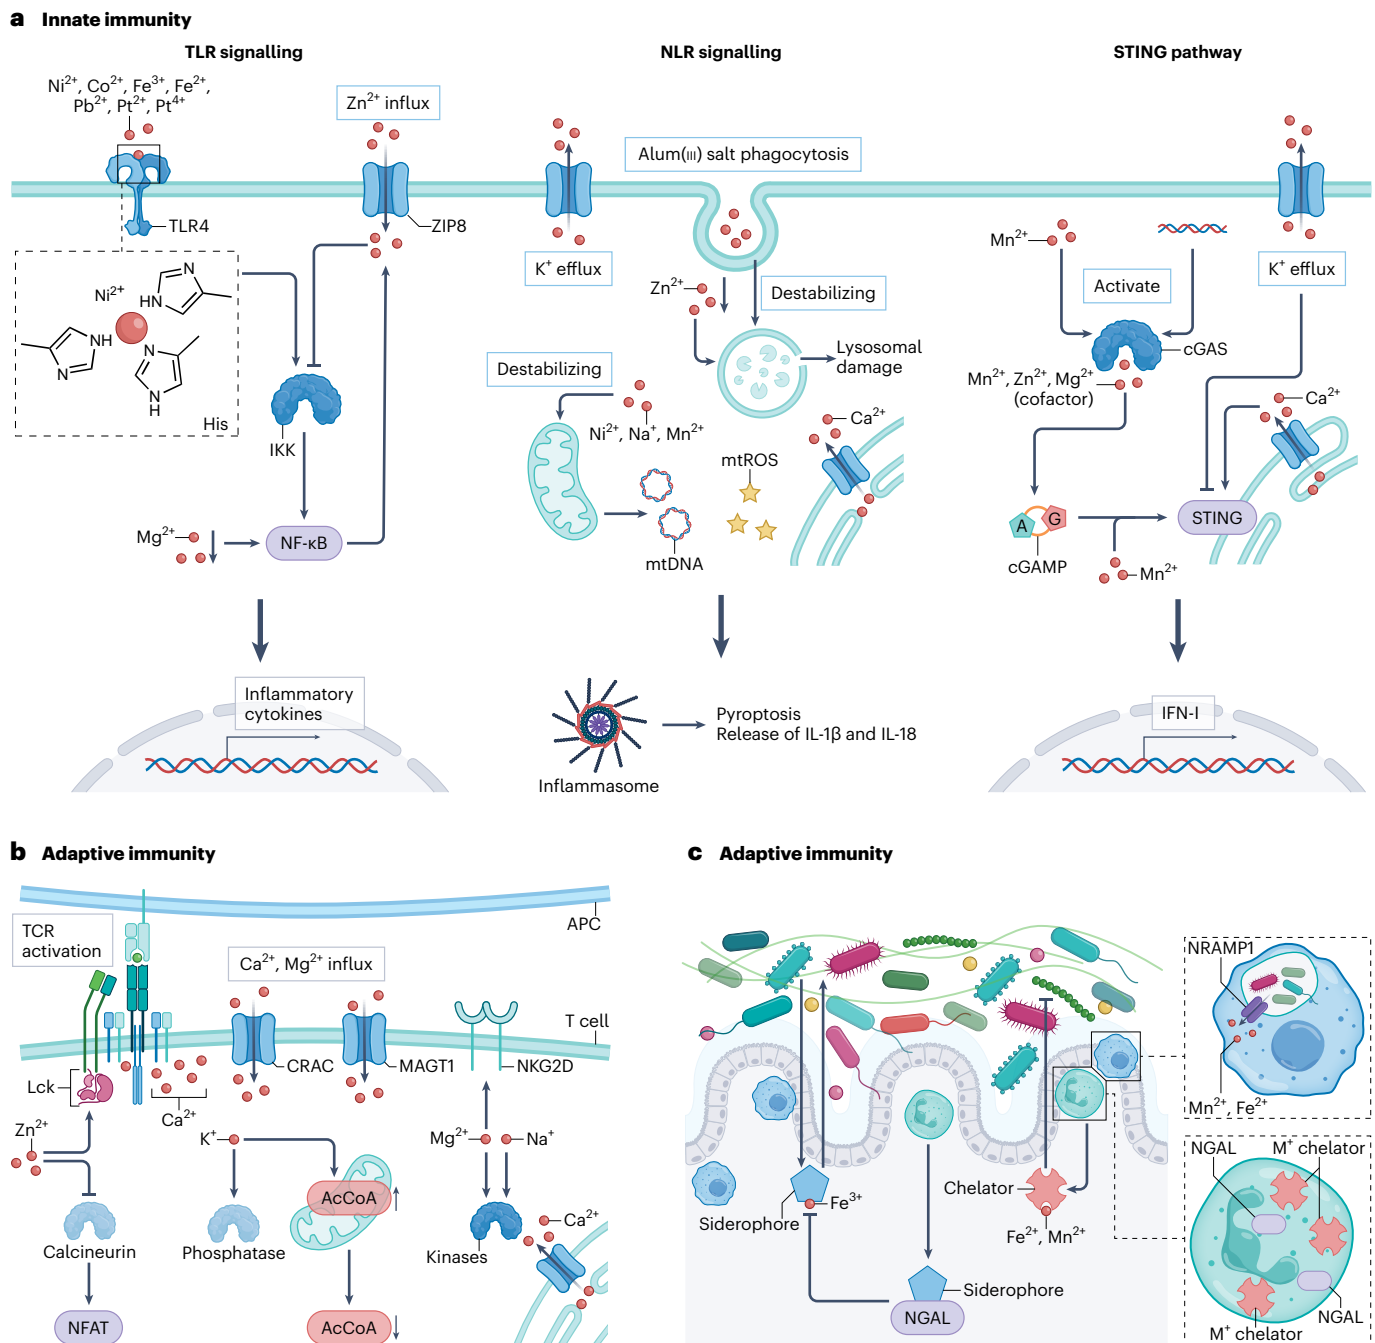 a Innate immunity
TLR signalling
NLR signalling
STING pathway
Ni²⁺, Co²⁺, Fe³⁺, Fe²⁺,
Pb²⁺, Pt²⁺, Pt⁴⁺
Zn²⁺ influx
Alum(III) salt phagocytosis
TLR4
ZIP8
K⁺ efflux
Mn²⁺
K⁺ efflux
Activate
Zn²⁺
Destabilizing
Ni²⁺
HN
N
NH
N
N
N
H
His
cGAS
Lysosomal
damage
Destabilizing
Mn²⁺, Zn²⁺, Mg²⁺
(cofactor)
Ca²⁺
Ni²⁺, Na⁺, Mn²⁺
Ca²⁺
IKK
mtROS
Mg²⁺
NF-κB
A
G
STING
cGAMP
Mn²⁺
mtDNA
Inflammatory
cytokines
Pyroptosis
Release of IL-1β and IL-18
IFN-I
Inflammasome
b Adaptive immunity
APC
TCR
activation
Ca²⁺, Mg²⁺ influx
T cell
CRAC
MAGT1
NKG2D
Lck
Ca²⁺
Zn²⁺
K⁺
Mg²⁺
Na⁺
AcCoA
Ca²⁺
Calcineurin
Phosphatase
Kinases
NFAT
AcCoA
c Adaptive immunity
NRAMP1
Mn²⁺, Fe²⁺
NGAL
M⁺ chelator
Chelator
Fe³⁺
Siderophore
Fe²⁺, Mn²⁺
Siderophore
NGAL
NGAL
M⁺ chelator